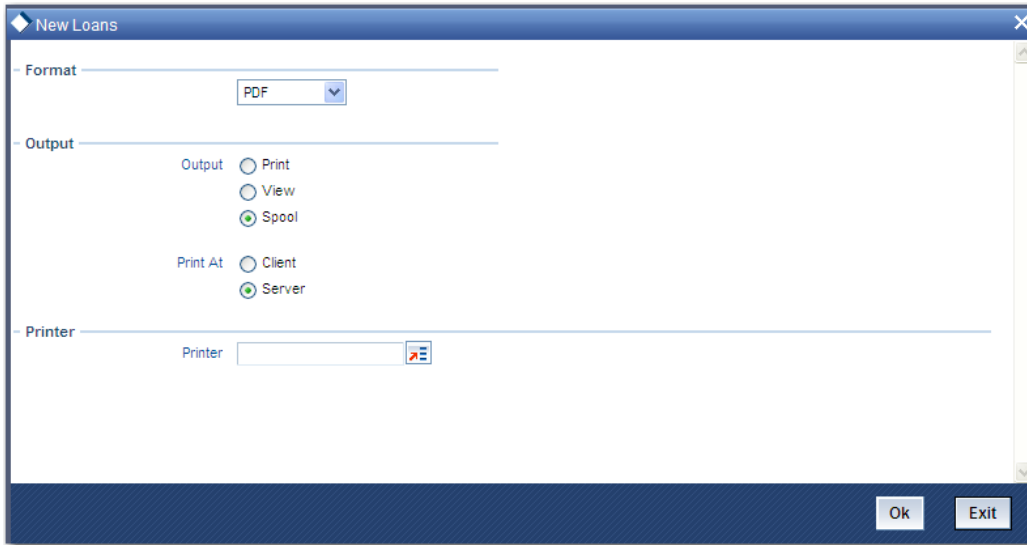 New Loans
Format
PDF
Output
Output Print
View
Spool
Print At Client
Server
Printer
Printer
Ok Exit